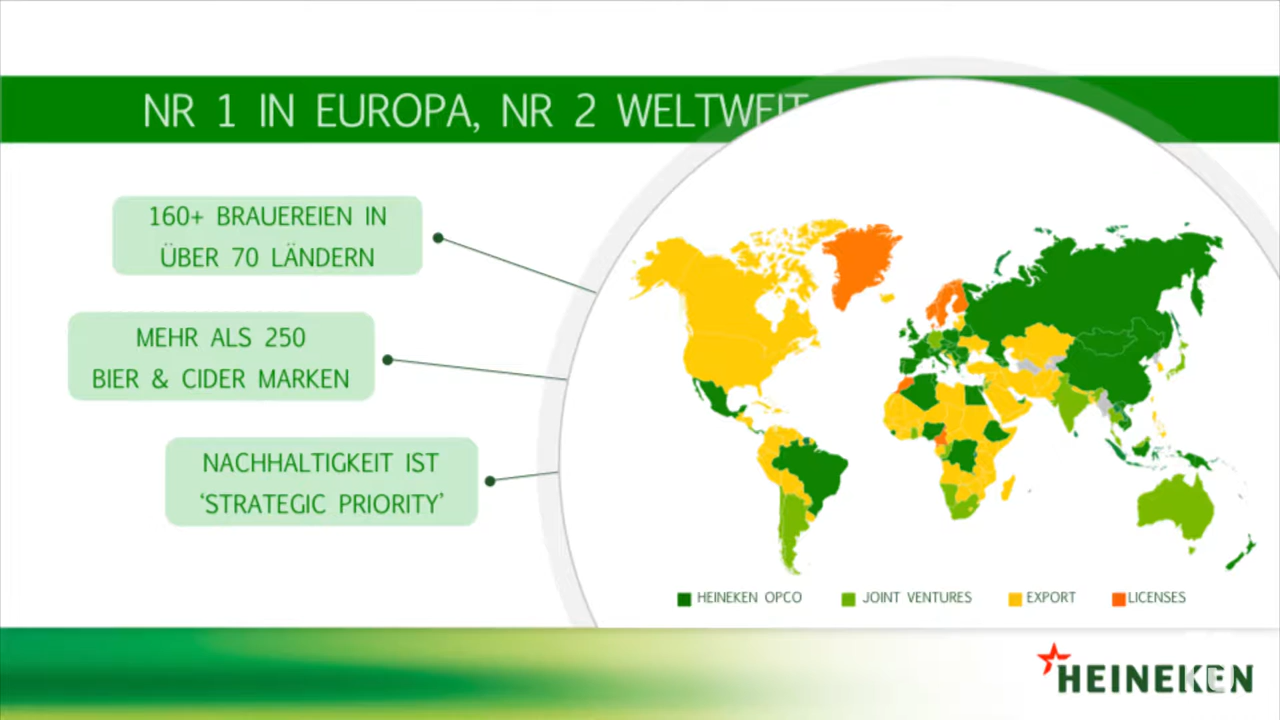 NR 1 IN EUROPA, NR 2 WELTWEIT
160+ BRAUEREIEN IN
ÜBER 70 LÄNDERN
MEHR ALS 250
BIER & CIDER MARKEN
NACHHALTIGKEIT IST
‘STRATEGIC PRIORITY’
HEINEKEN OPCO
JOINT VENTURES
EXPORT
LICENSES
HEINEKEN